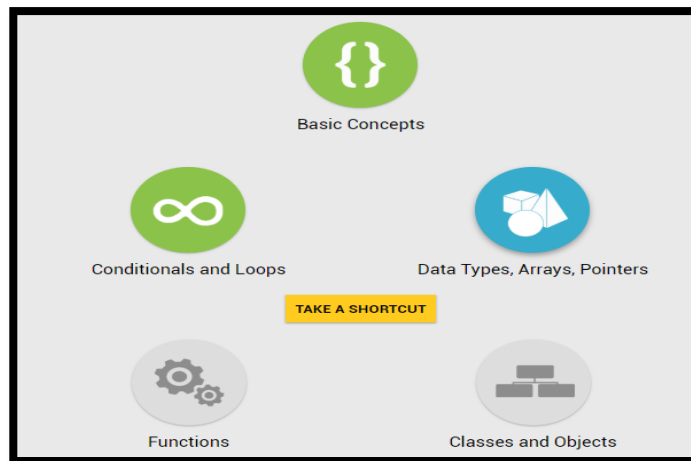 {}
Basic Concepts
Conditionals and Loops
Data Types, Arrays, Pointers
TAKE A SHORTCUT
Functions
Classes and Objects